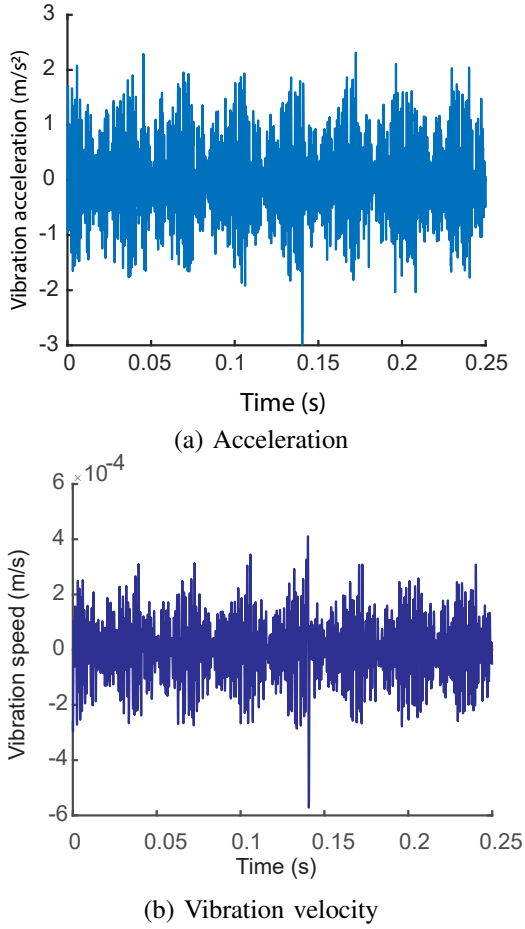 3
2
1
0
-1
-2
-3
Vibration acceleration (m/s²)
0 0.05 0.1 0.15 0.2 0.25
Time (s)
(a) Acceleration
×10-4
6
4
2
0
-2
-4
-6
Vibration speed (m/s)
0 0.05 0.1 0.15 0.2 0.25
Time (s)
(b) Vibration velocity